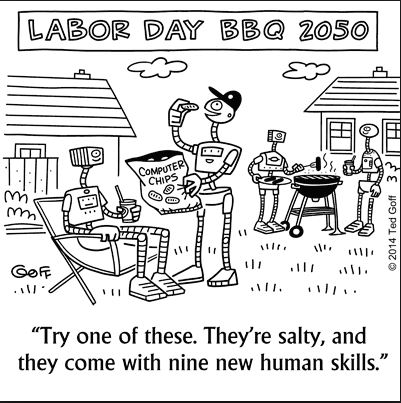 LABOR DAY BBQ 2050
COMPUTER
CHIPS
GOFF
© 2014 Ted Goff
“Try one of these. They’re salty, and
they come with nine new human skills.”